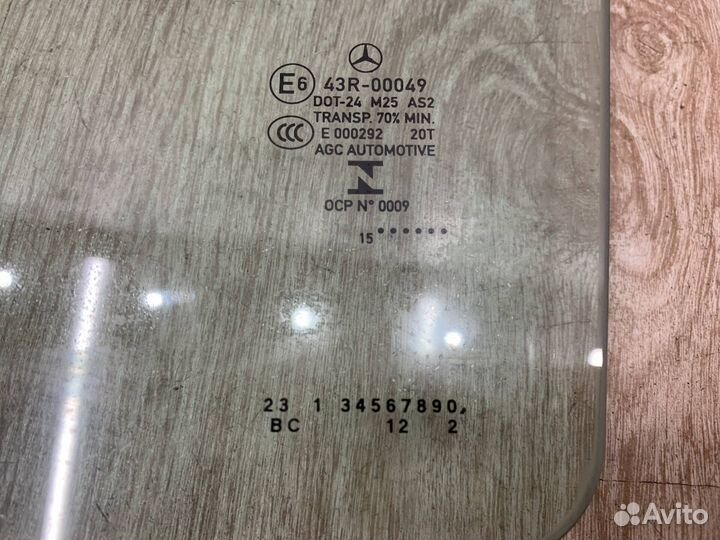 E6 43R-00049
DOT-24 M25 AS2
TRANSP. 70% MIN.
CCC E 000292 20T
AGC AUTOMOTIVE
N
OCP N° 0009
15 ••••••
23 1 34567890,
BC 12 2
Avito